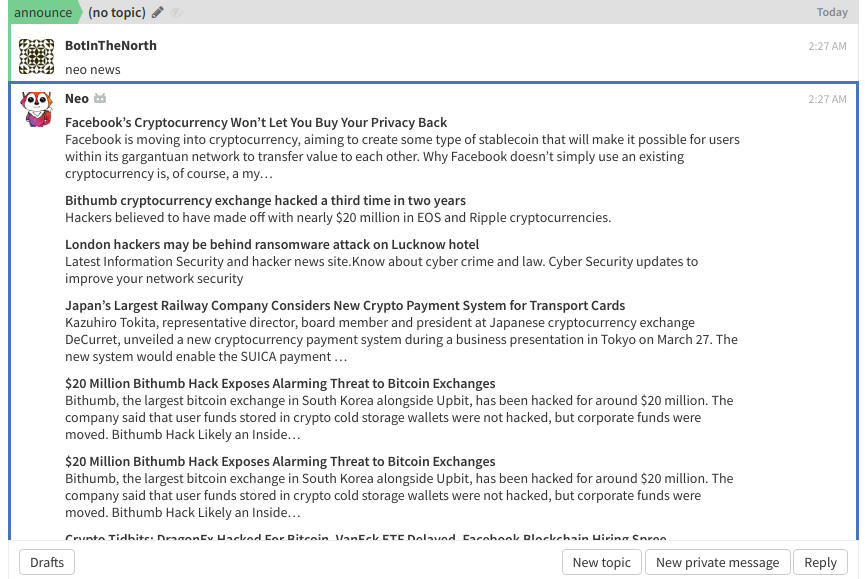 announce
(no topic)
Today
BotInTheNorth
2:27 AM
neo news
Neo
2:27 AM
Facebook’s Cryptocurrency Won’t Let You Buy Your Privacy Back
Facebook is moving into cryptocurrency, aiming to create some type of stablecoin that will make it possible for users
within its gargantuan network to transfer value to each other. Why Facebook doesn’t simply use an existing
cryptocurrency is, of course, a my…
Bithumb cryptocurrency exchange hacked a third time in two years
Hackers believed to have made off with nearly $20 million in EOS and Ripple cryptocurrencies.
London hackers may be behind ransomware attack on Lucknow hotel
Latest Information Security and hacker news site.Know about cyber crime and law. Cyber Security updates to
improve your network security
Japan’s Largest Railway Company Considers New Crypto Payment System for Transport Cards
Kazuhiro Tokita, representative director, board member and president at Japanese cryptocurrency exchange
DeCurret, unveiled a new cryptocurrency payment system during a business presentation in Tokyo on March 27. The
new system would enable the SUICA payment …
$20 Million Bithumb Hack Exposes Alarming Threat to Bitcoin Exchanges
Bithumb, the largest bitcoin exchange in South Korea alongside Upbit, has been hacked for around $20 million. The
company said that user funds stored in crypto cold storage wallets were not hacked, but corporate funds were
moved. Bithumb Hack Likely an Inside…
$20 Million Bithumb Hack Exposes Alarming Threat to Bitcoin Exchanges
Bithumb, the largest bitcoin exchange in South Korea alongside Upbit, has been hacked for around $20 million. The
company said that user funds stored in crypto cold storage wallets were not hacked, but corporate funds were
moved. Bithumb Hack Likely an Inside…
Crypto Tidbits: DragonEx Hacked For Bitcoin, VanEck ETF Delayed, Facebook Blockchain Hiring Spree
Drafts
New topic
New private message
Reply